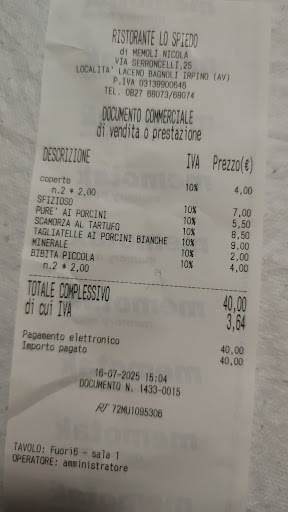 RISTORANTE LO SPIEDO
di MEMOLI NICOLA
VIA SERRONCELLI,25
LOCALITA' LACENO BAGNOLI IRPINO (AV)
P.IVA 03138900646
TEL. 0827 68073/68074
DOCUMENTO COMMERCIALE
di vendita o prestazione
DESCRIZIONE IVA Prezzo(€)
coperto 10% 4,00
n.2 * 2,00
SFIZIOSO 10% 7,00
PURE' AI PORCINI 10% 5,50
SCAMORZA AL TARTUFO 10% 8,50
TAGLIATELLE AI PORCINI BIANCHE 10% 9,00
MINERALE 10% 2,00
BIBITA PICCOLA 10% 4,00
n.2 * 2,00
TOTALE COMPLESSIVO 40,00
di cui IVA 3,64
Pagamento elettronico 40,00
Importo pagato 40,00
16-07-2025 15:04
DOCUMENTO N. 1433-0015
RT 72MU1095306
TAVOLO: Fuori6 - sala 1
OPERATORE: amministratore